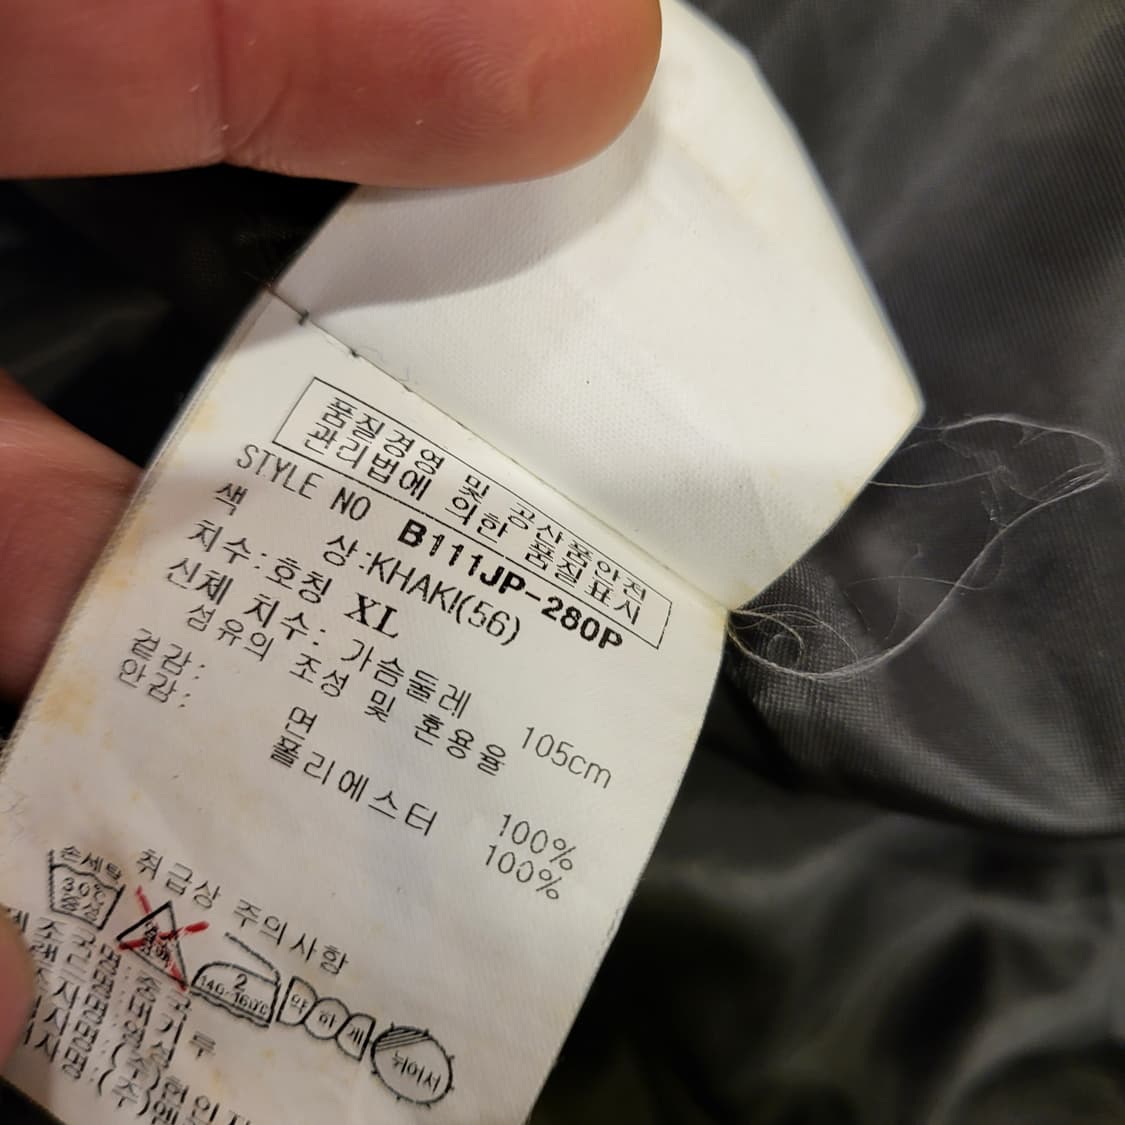 품질경영 및 공산품안전
관리법에 의한 품질표시
STYLE NO B111JP-280P
색 상:KHAKI(56)
치수:호칭 XL
신체 치수: 가슴둘레 105cm
섬유의 조성 및 혼용율
겉감: 면 100%
안감: 폴리에스터 100%
취급상 주의사항
손세탁
30℃
중성
2
140~160℃
약하게
뉘어서